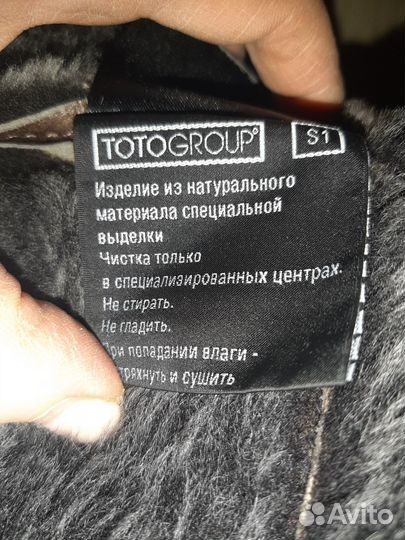 TOTOGROUP®
S1
Изделие из натурального
материала специальной
выделки
Чистка только
в специализированных центрах.
Не стирать.
Не гладить.
При попадании влаги -
тряхнуть и сушить
Avito